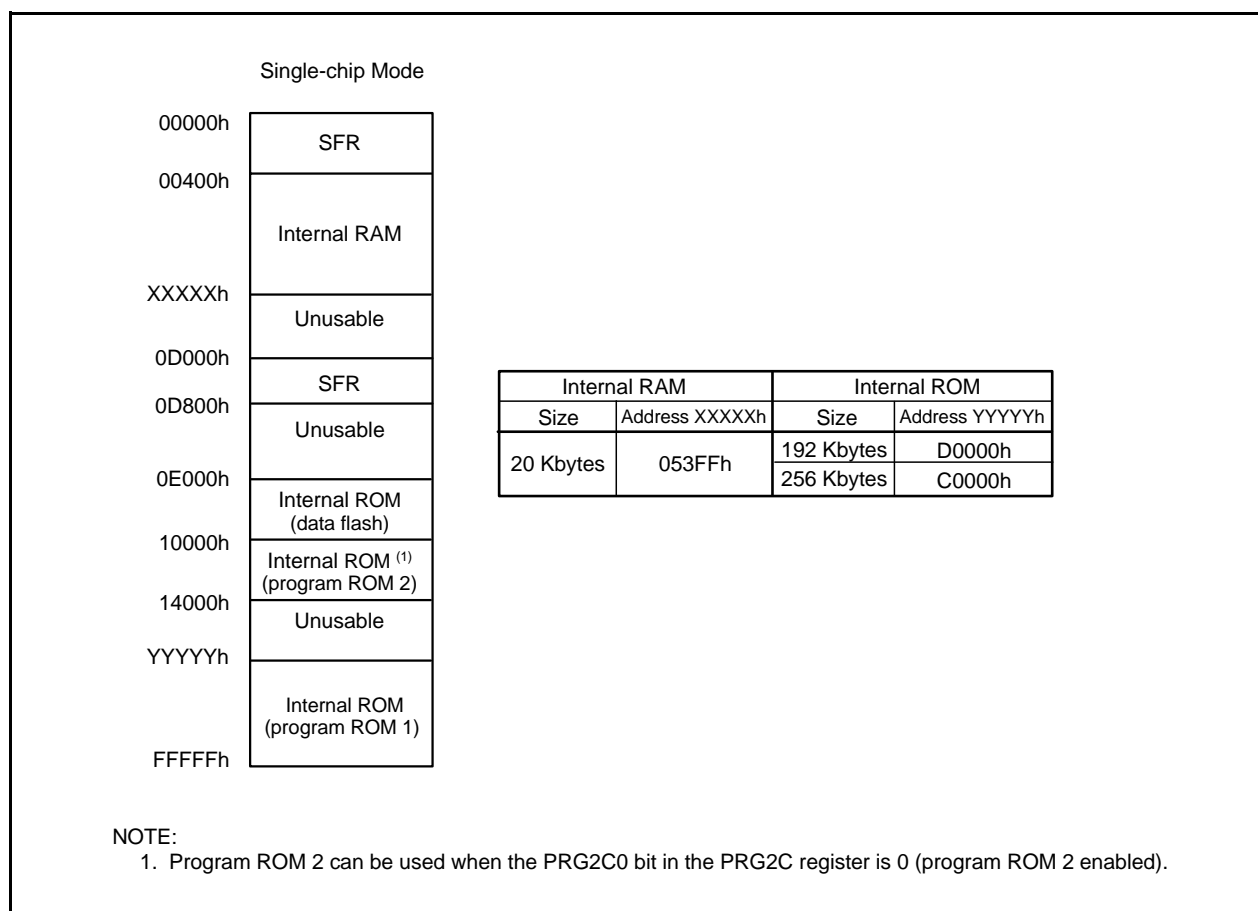 Single-chip Mode
00000h
SFR
00400h
Internal RAM
XXXXXh
Unusable
0D000h
SFR
0D800h
Unusable
0E000h
Internal ROM
(data flash)
10000h
Internal ROM (1)
(program ROM 2)
14000h
Unusable
YYYYYh
Internal ROM
(program ROM 1)
FFFFFh
Internal RAM Internal ROM
Size Address XXXXXh Size Address YYYYYh
20 Kbytes 053FFh 192 Kbytes D0000h
256 Kbytes C0000h
NOTE:
1. Program ROM 2 can be used when the PRG2C0 bit in the PRG2C register is 0 (program ROM 2 enabled).